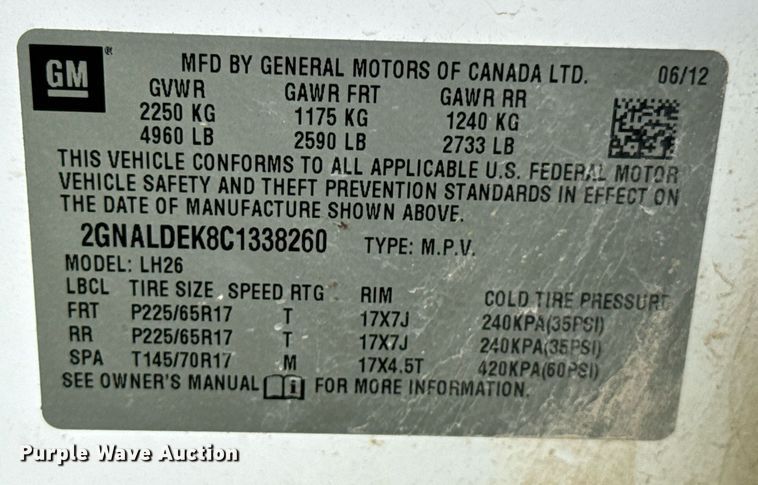 GM ®
MFD BY GENERAL MOTORS OF CANADA LTD. 06/12
GVWR GAWR FRT GAWR RR
2250 KG 1175 KG 1240 KG
4960 LB 2590 LB 2733 LB
THIS VEHICLE CONFORMS TO ALL APPLICABLE U.S. FEDERAL MOTOR
VEHICLE SAFETY AND THEFT PREVENTION STANDARDS IN EFFECT ON
THE DATE OF MANUFACTURE SHOWN ABOVE.
2GNALDEK8C1338260 TYPE: M.P.V.
MODEL: LH26
LBCL TIRE SIZE SPEED RTG RIM COLD TIRE PRESSURE
FRT P225/65R17 T 17X7J 240KPA(35PSI)
RR P225/65R17 T 17X7J 240KPA(35PSI)
SPA T145/70R17 M 17X4.5T 420KPA(60PSI)
SEE OWNER'S MANUAL i FOR MORE INFORMATION.
Purple Wave Auction